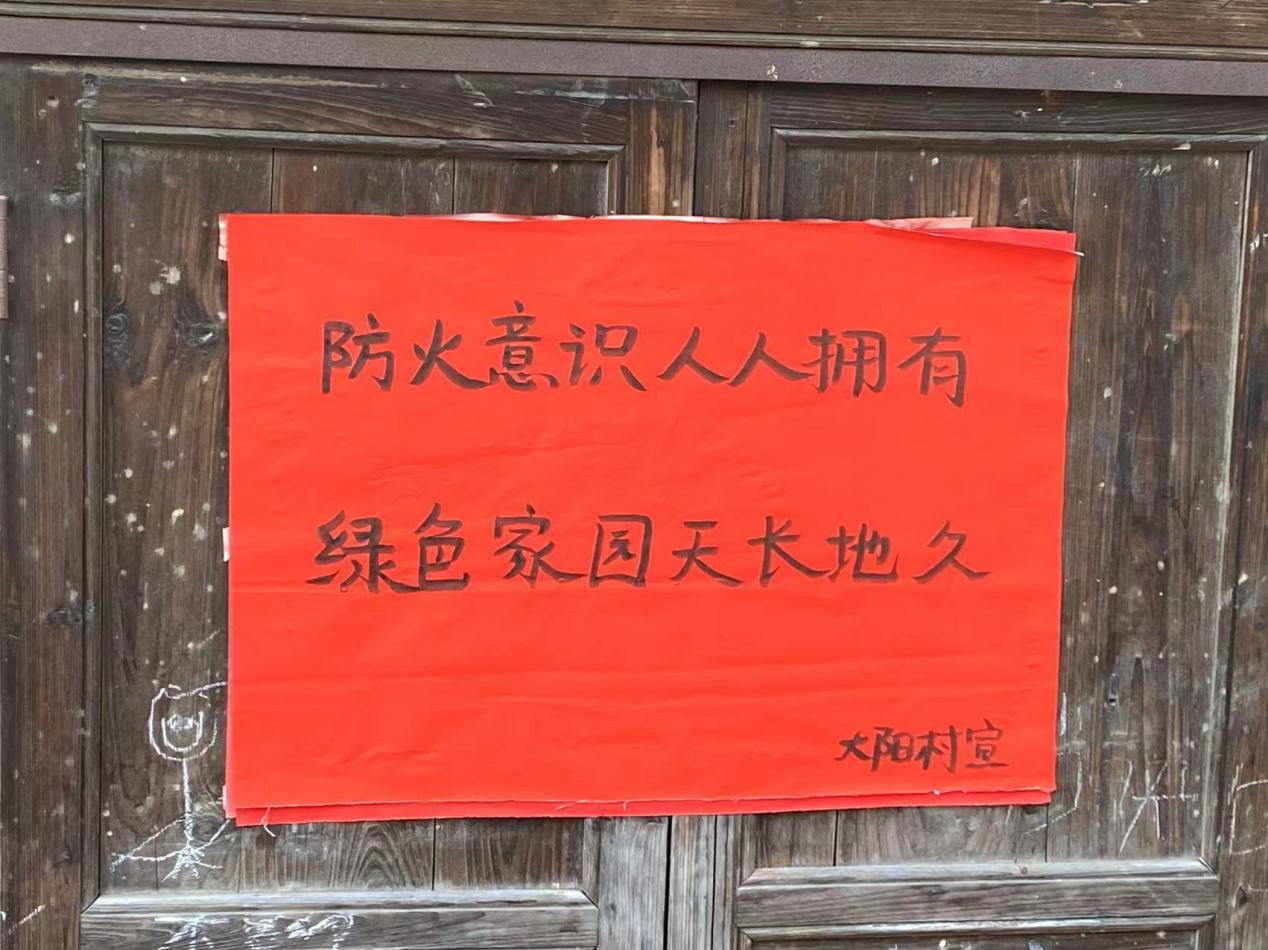 防火意识人人拥有
绿色家园天长地久
大阳村宣